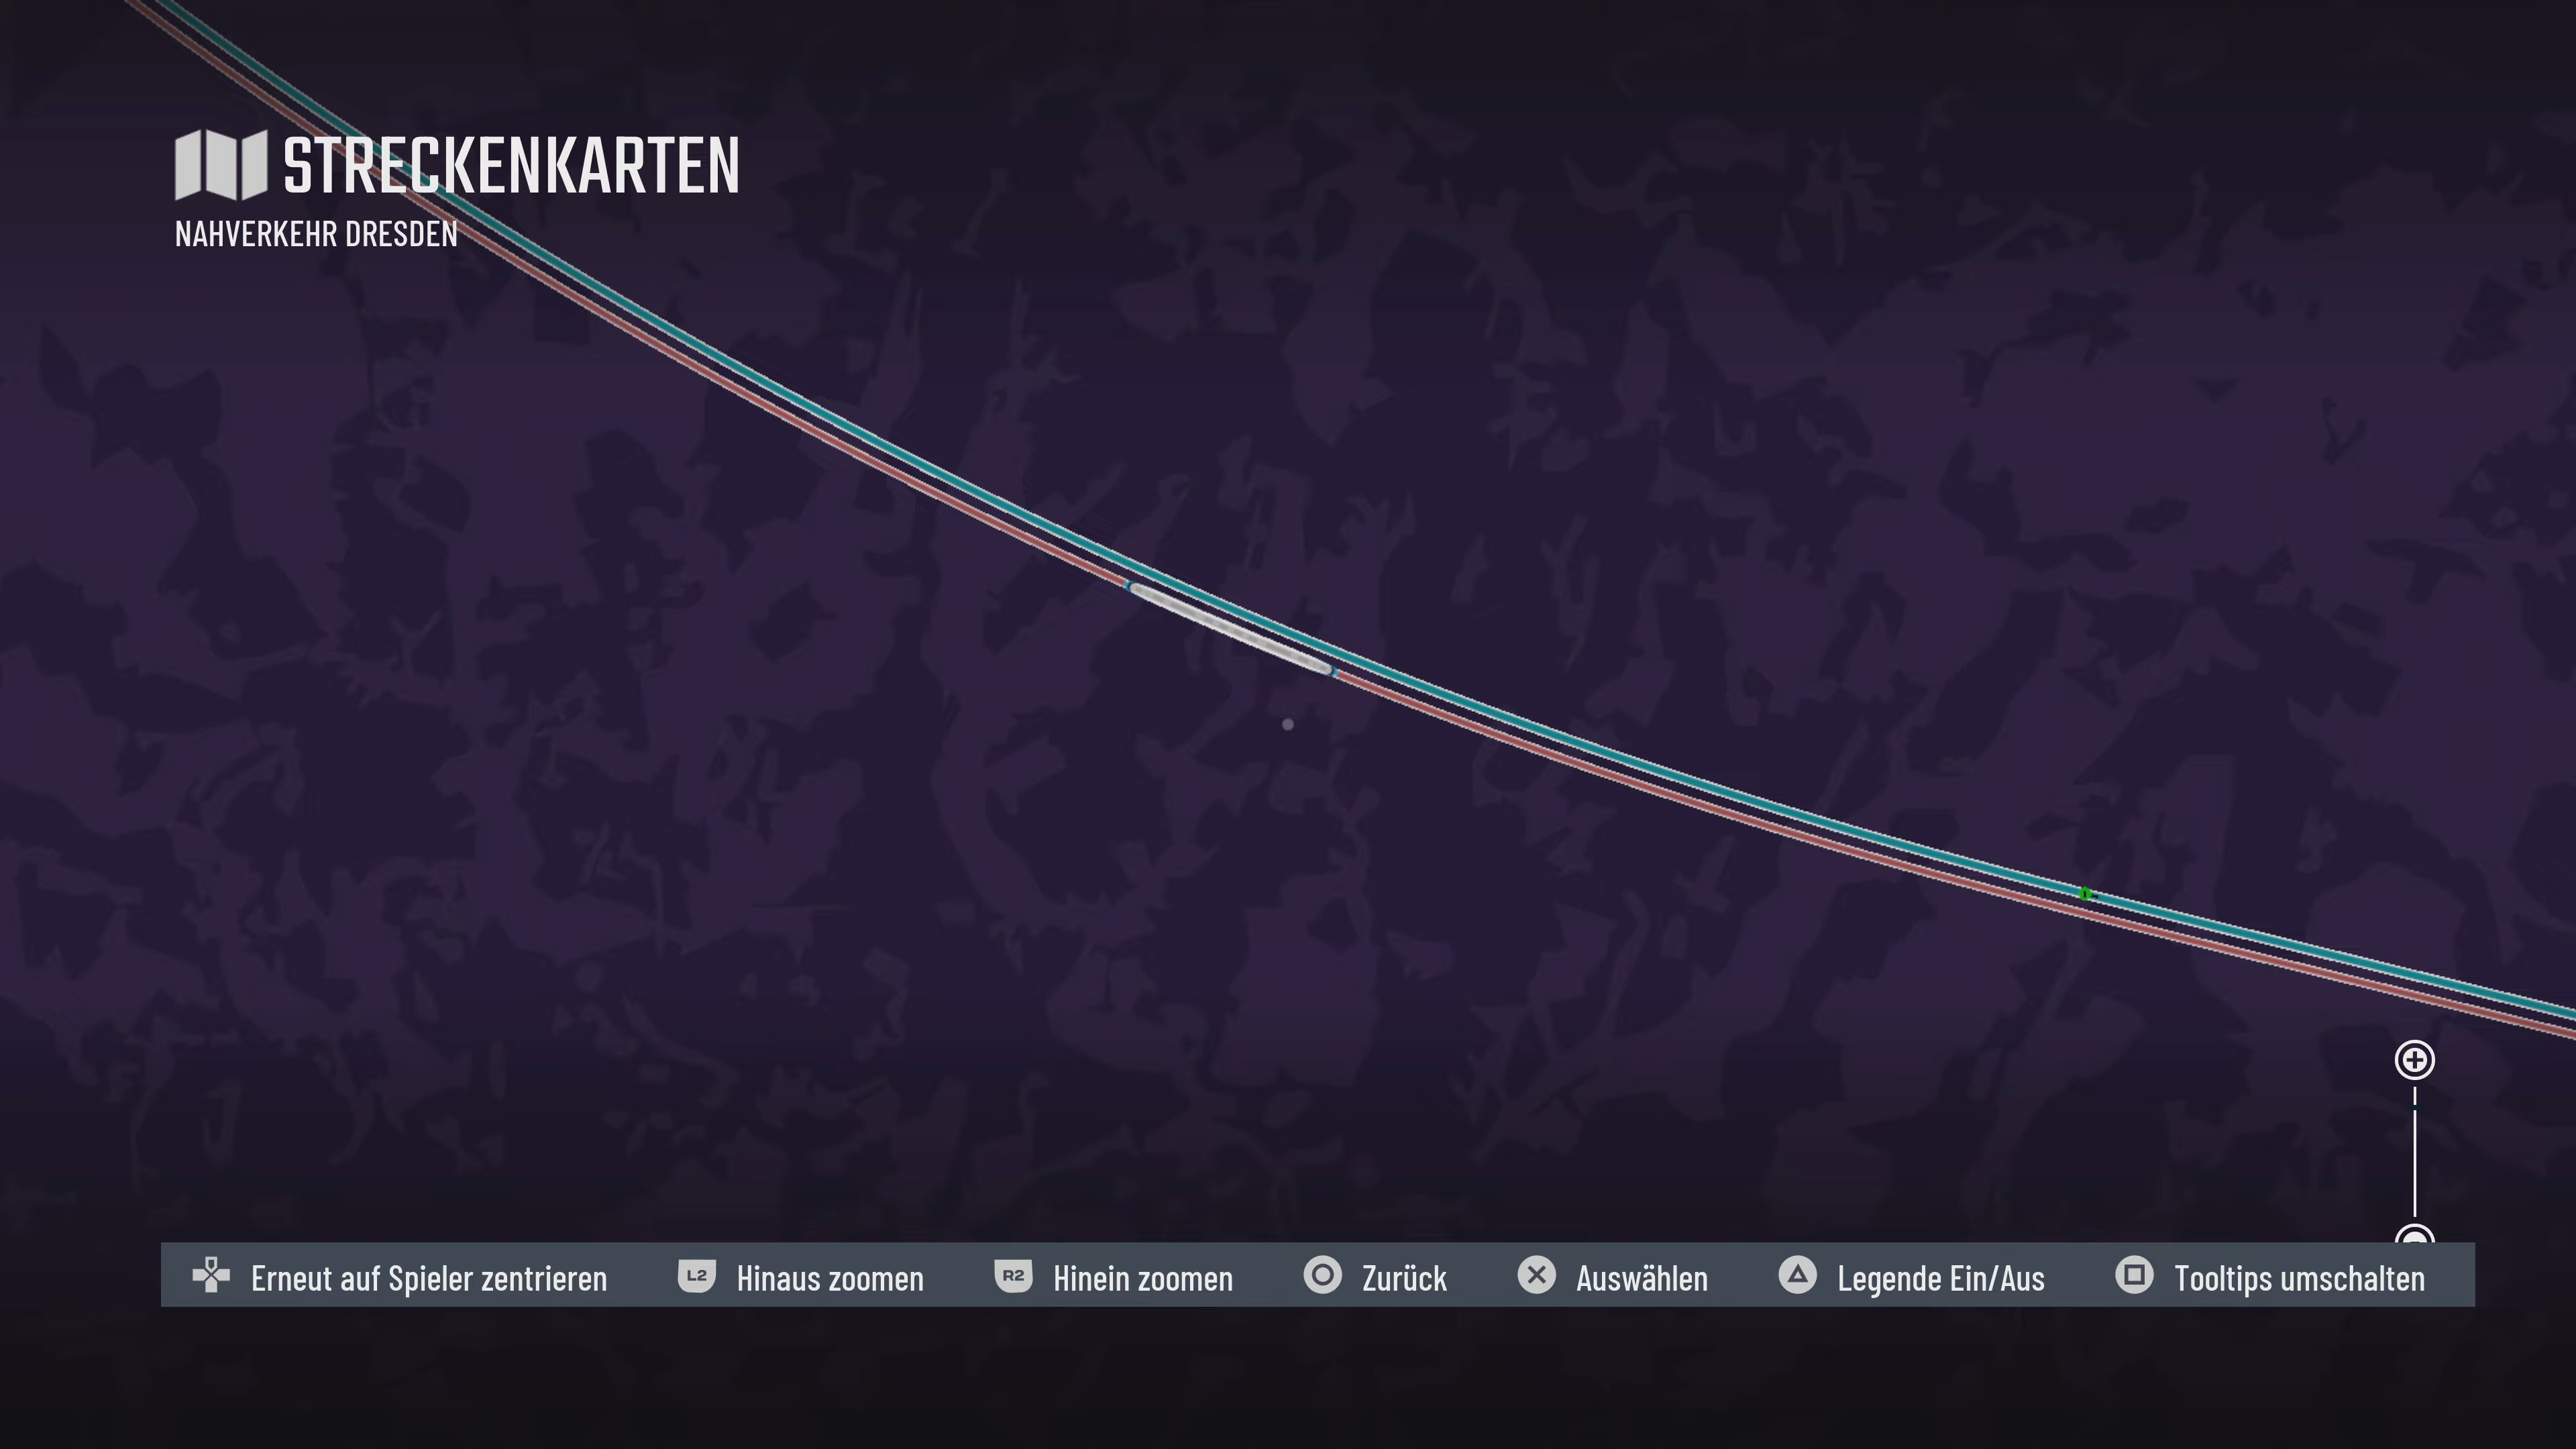 STRECKENKARTEN
NAHVERKEHR DRESDEN
Erneut auf Spieler zentrieren L2 Hinaus zoomen R2 Hinein zoomen Zurück Auswählen Legende Ein/Aus Tooltips umschalten